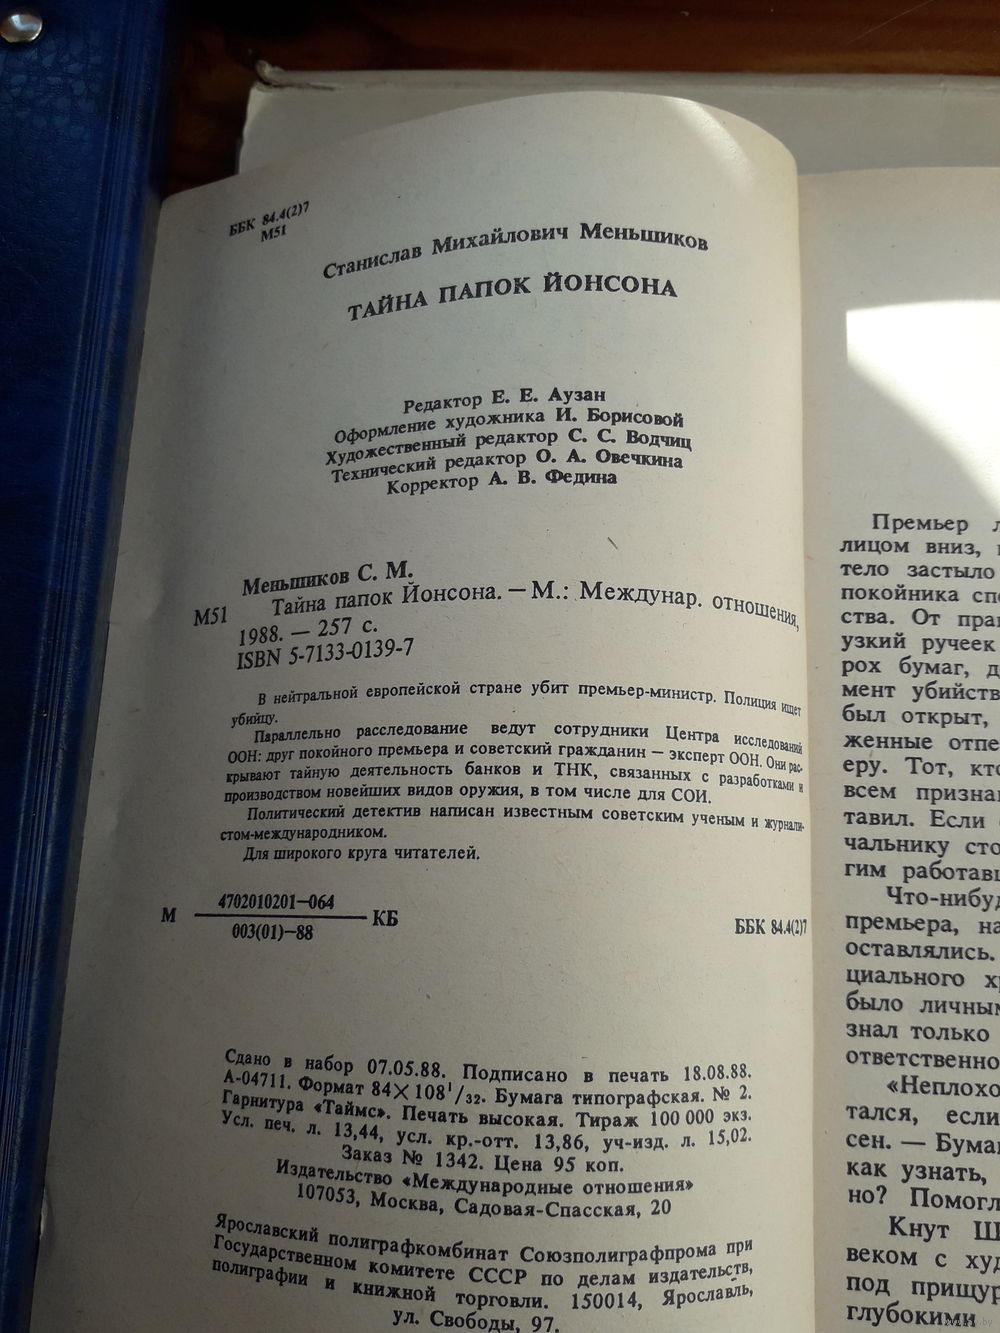 ББК 84.4(2)7
М51
Станислав Михайлович Меньшиков
ТАЙНА ПАПОК ЙОНСОНА
Редактор Е. Е. Аузан
Оформление художника И. Борисовой
Художественный редактор С. С. Водчиц
Технический редактор О. А. Овечкина
Корректор А. В. Федина
Меньшиков С. М.
М51 Тайна папок Йонсона. — М.: Междунар. отношения,
1988. — 257 с.
ISBN 5-7133-0139-7
В нейтральной европейской стране убит премьер-министр. Полиция ищет
убийцу.
Параллельно расследование ведут сотрудники Центра исследований
ООН: друг покойного премьера и советский гражданин — эксперт ООН. Они рас-
крывают тайную деятельность банков и ТНК, связанных с разработками и
производством новейших видов оружия, в том числе для СОИ.
Политический детектив написан известным советским ученым и журнали-
стом-международником.
Для широкого круга читателей.
М 4702010201—064 КБ
003(01)—88
ББК 84.4(2)7
Сдано в набор 07.05.88. Подписано в печать 18.08.88.
А-04711. Формат 84×108¹/₃₂. Бумага типографская. № 2.
Гарнитура «Таймс». Печать высокая. Тираж 100 000 экз.
Усл. печ. л. 13,44, усл. кр.-отт. 13,86, уч-изд. л. 15,02.
Заказ № 1342. Цена 95 коп.
Издательство «Международные отношения»
107053, Москва, Садовая-Спасская, 20
Ярославский полиграфкомбинат Союзполиграфпрома при
Государственном комитете СССР по делам издательств,
полиграфии и книжной торговли. 150014, Ярославль,
ул. Свободы, 97.
Премьер
лицом вниз,
тело застыло
покойника
ства. От
узкий ручеек
рох бумаг,
мент
был открыт,
женные
еру. Тот,
всем
тавил. Если
чальнику
гим
Что-нибуд
премьера,
оставлялись.
циального
было
знал только
ответственно
«Неплохо
тался, если
сен. — Бумаг
как узнать,
но? Помогл
Кнут
веком с
под
глубокими